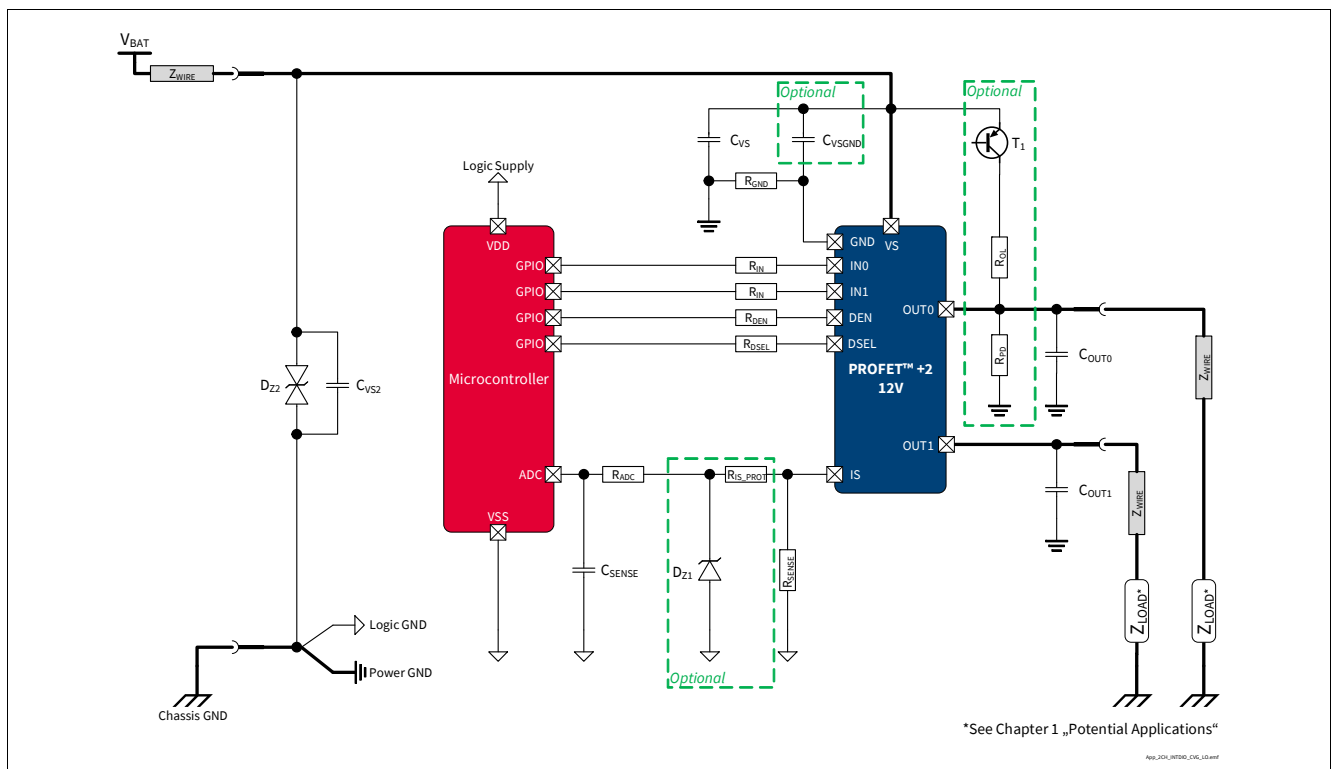 VBAT
ZWIRE
Optional
Optional
CVS
CVSGND
T1
Logic Supply
RGND
VDD
GND
VS
GPIO
RIN
IN0
ROL
GPIO
RIN
IN1
GPIO
RDEN
DEN
OUT0
GPIO
RDSEL
DSEL
RPD
COUT0
ZWIRE
DZ2
CVS2
Microcontroller
PROFET™ +2
12V
OUT1
ADC
RADC
RIS_PROT
IS
COUT1
ZWIRE
VSS
CSENSE
DZ1
RSENSE
ZLOAD*
ZLOAD*
Logic GND
Power GND
Optional
Chassis GND
*See Chapter 1 „Potential Applications“
App_2CH_INTDIO_CVG_LO.emf